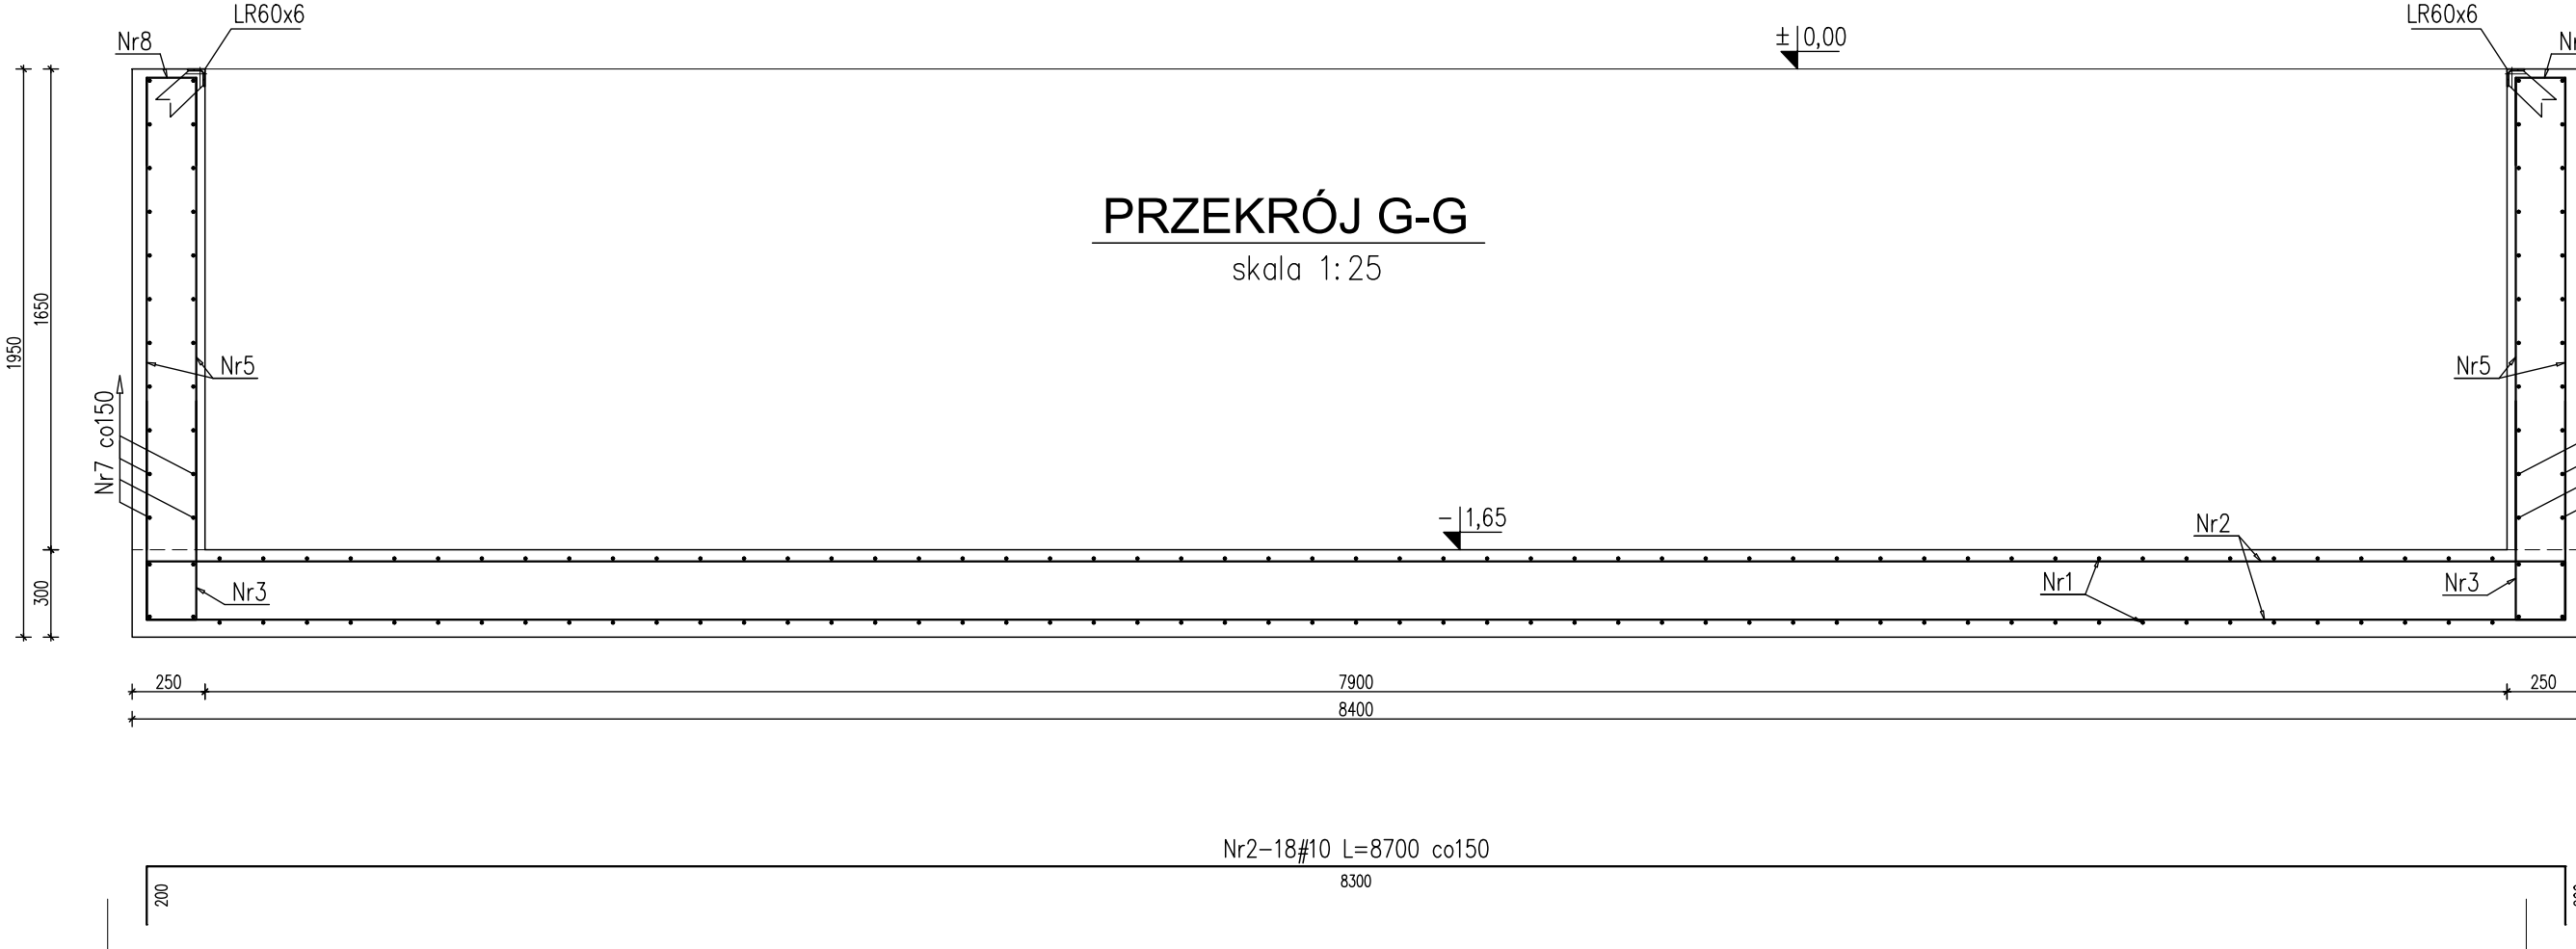 LR60x6
LR60x6
Nr8
±0,00
PRZEKRÓJ G-G
skala 1:25
1950
1650
Nr5
Nr5
Nr7 co150
-1,65
Nr2
Nr1
300
Nr3
Nr3
250
7900
250
8400
Nr2-18#10 L=8700 co150
8300
200